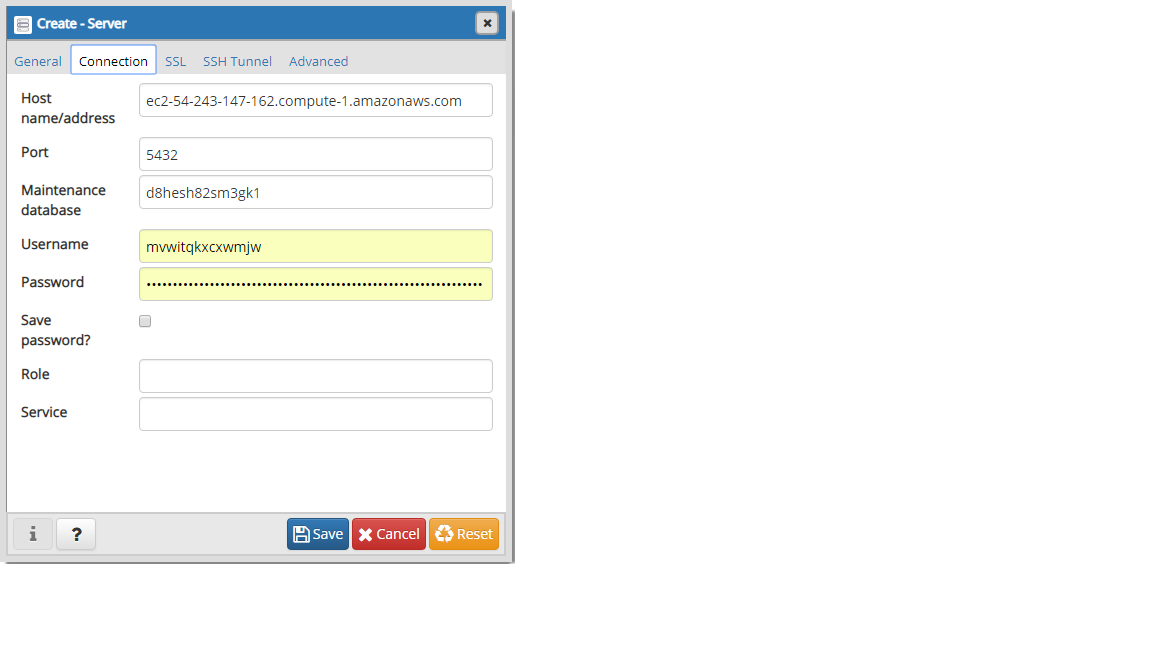 Create - Server
General Connection SSL SSH Tunnel Advanced
Host
name/address
ec2-54-243-147-162.compute-1.amazonaws.com
Port
5432
Maintenance
database
d8hesh82sm3gk1
Username
mvwitqkxcxwmjw
Password
Save
password?
Role
Service
i ? Save Cancel Reset